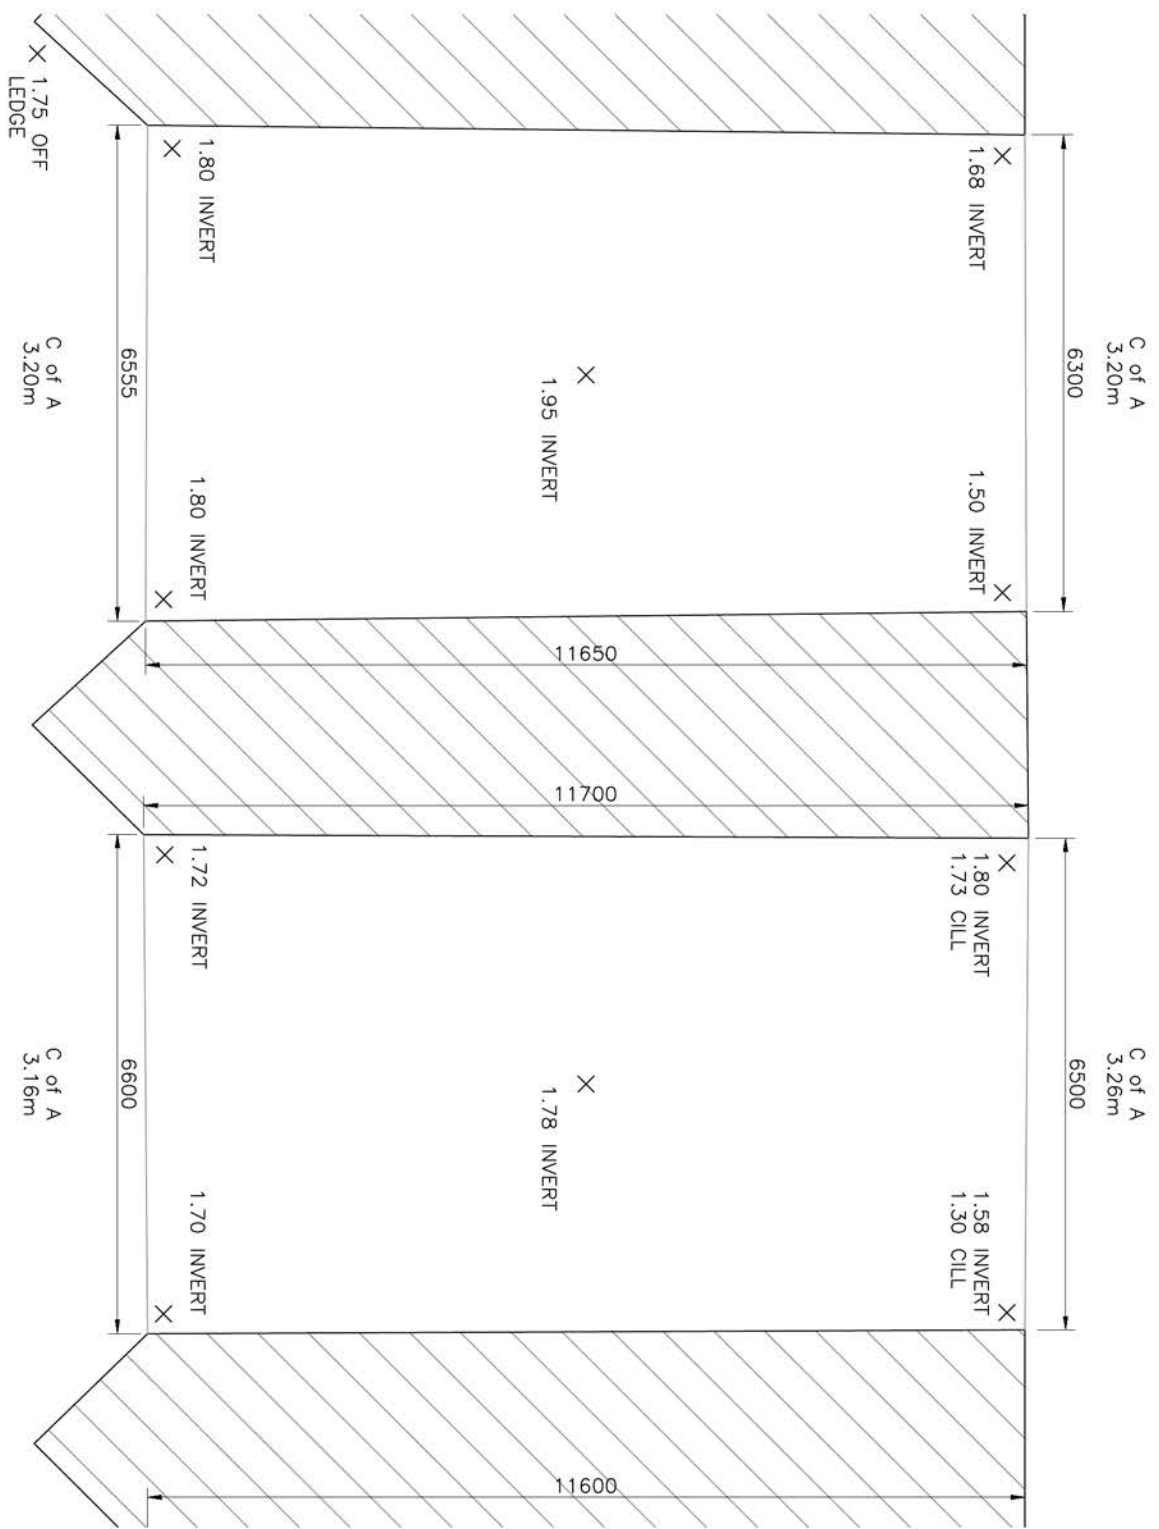 C of A
3.20m
6300
C of A
3.26m
6500
1.68 INVERT
1.50 INVERT
1.80 INVERT
1.73 CILL
1.58 INVERT
1.30 CILL
1.95 INVERT
11650
11700
1.78 INVERT
11600
1.80 INVERT
1.80 INVERT
1.72 INVERT
1.70 INVERT
6555
6600
1.75 OFF
LEDGE
C of A
3.20m
C of A
3.16m